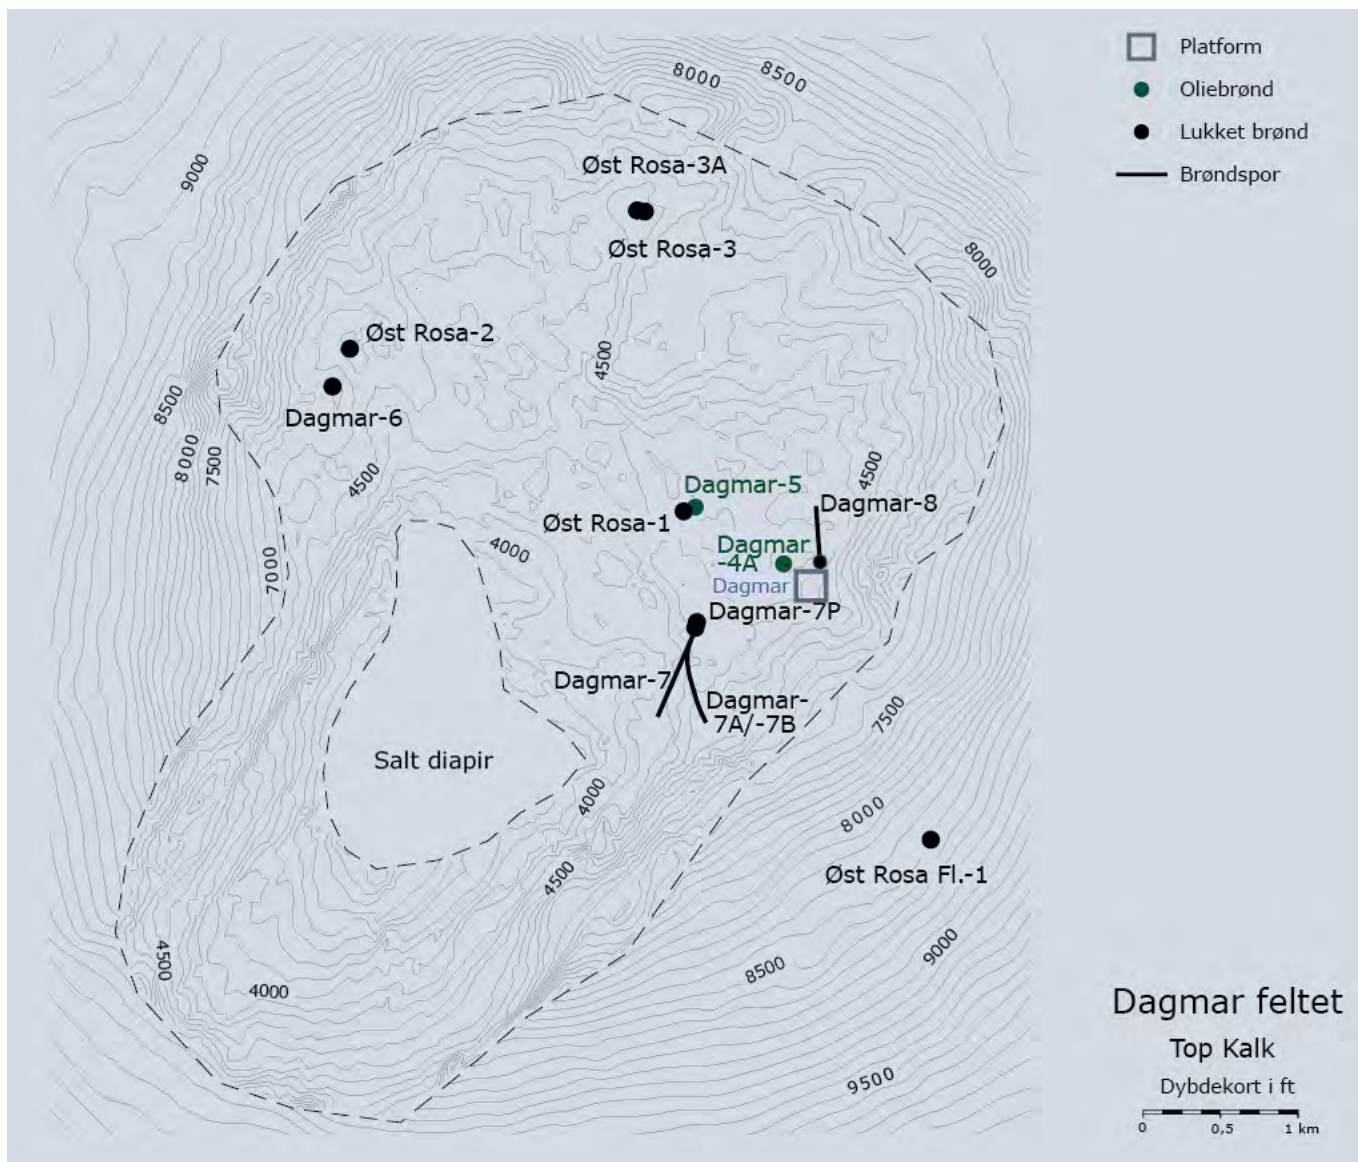 8000
8500
Platform
Oliebrønd
Lukket brønd
Brøndspor
9000
Øst Rosa-3A
Øst Rosa-3
8000
Øst Rosa-2
4500
Dagmar-6
8500
8000
7500
4500
4500
Dagmar-5
Dagmar-8
Øst Rosa-1
4000
Dagmar
-4A
7000
Dagmar
Dagmar-7P
Dagmar-7
Dagmar-
7A/-7B
7500
Salt diapir
4000
8000
4500
Øst Rosa Fl.-1
4500
4000
8500
9000
9500
Dagmar feltet
Top Kalk
Dybdekort i ft
0 0,5 1 km